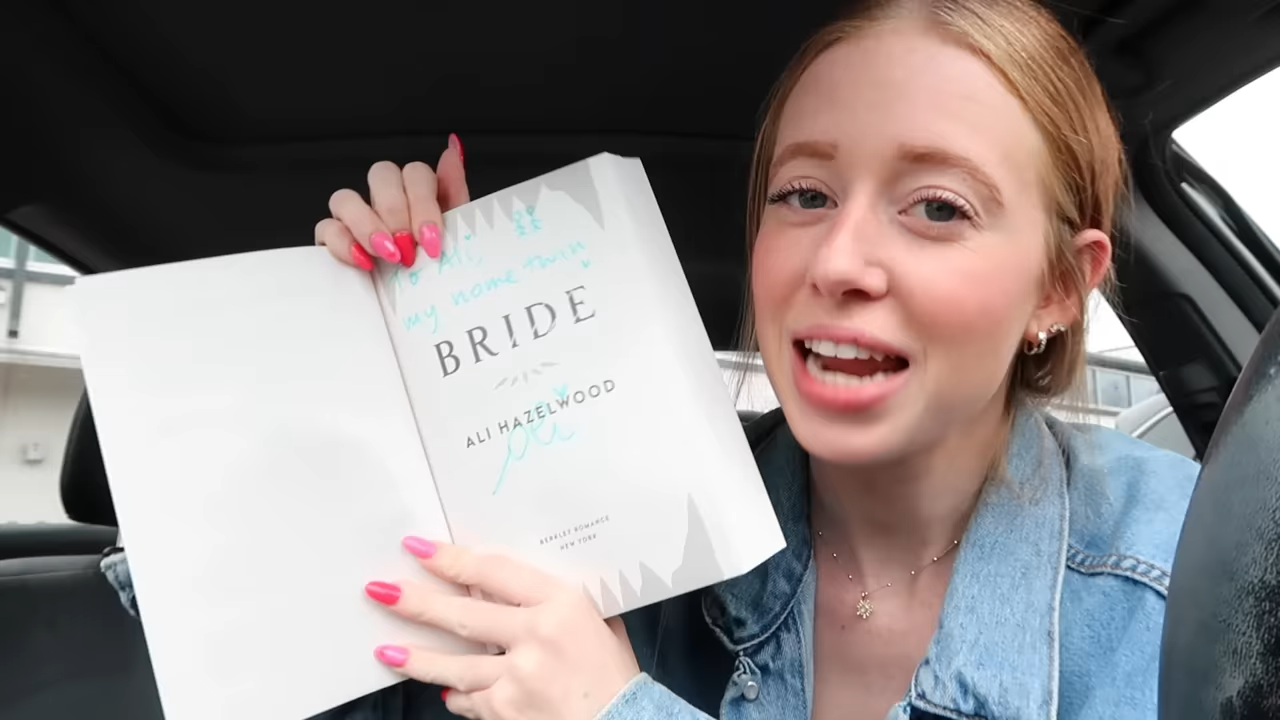 To Ali,
my name twin
BRIDE
ALI HAZELWOOD
Ali
BERKLEY ROMANCE
NEW YORK